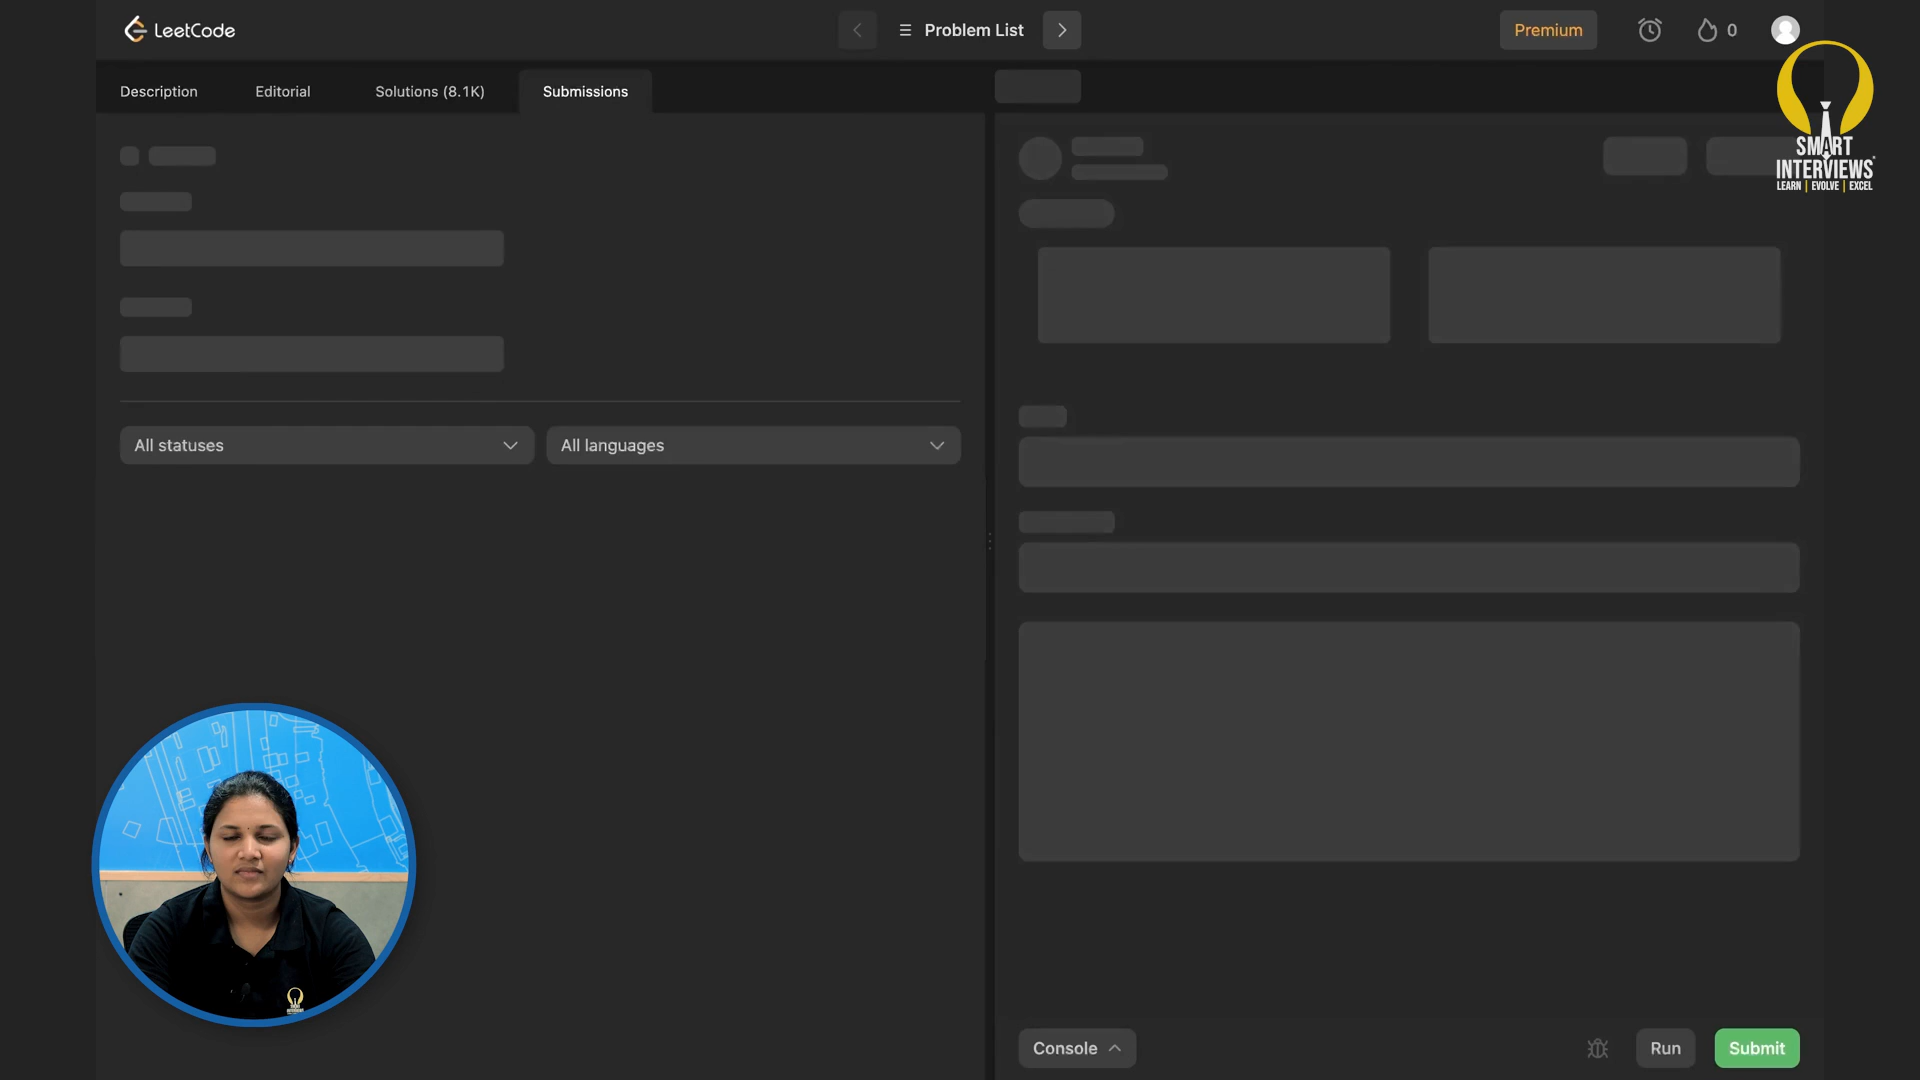 LeetCode
Problem List
Premium
0
Description
Editorial
Solutions (8.1K)
Submissions
SMART
INTERVIEWS
LEARN | EVOLVE | EXCEL
All statuses
All languages
Console
Run
Submit